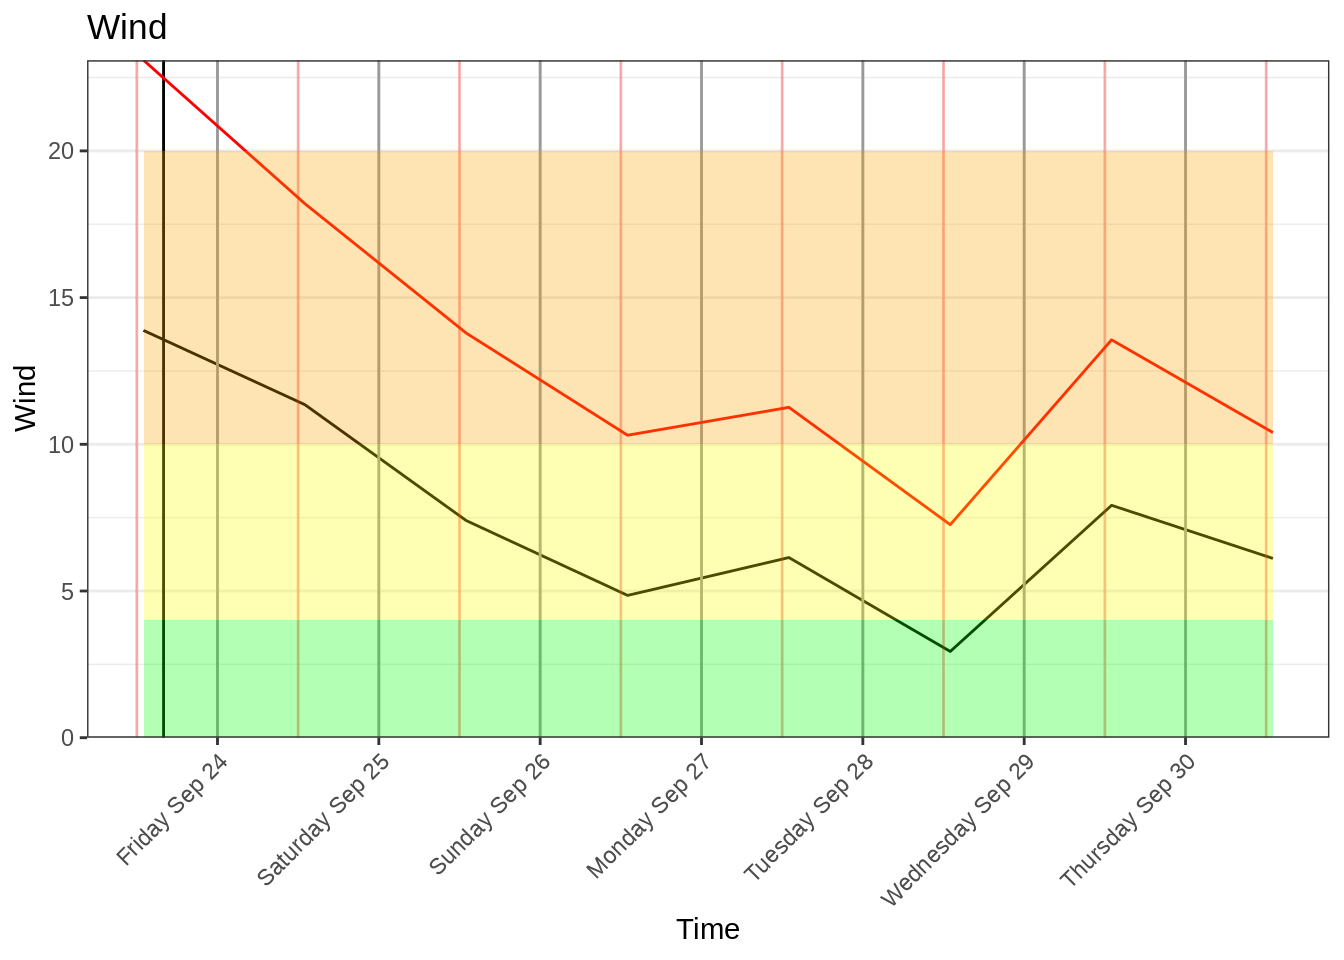 Wind
20
15
10
5
0
Wind
Friday Sep 24
Saturday Sep 25
Sunday Sep 26
Monday Sep 27
Tuesday Sep 28
Wednesday Sep 29
Thursday Sep 30
Time